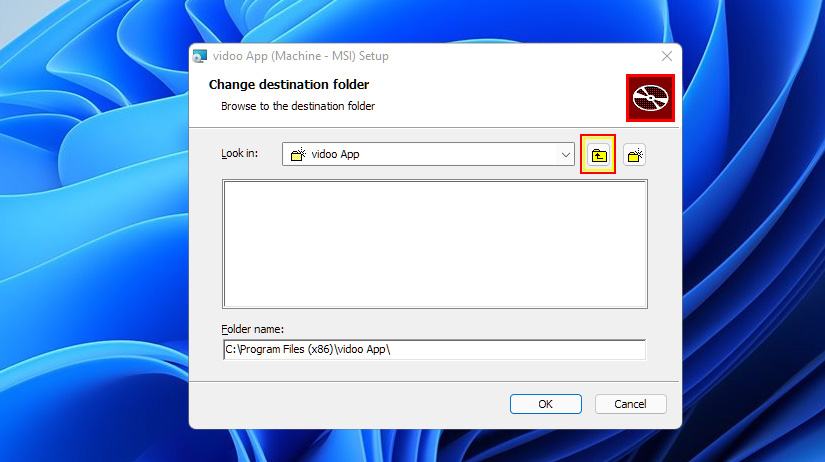 vidoo App (Machine - MSI) Setup
Change destination folder
Browse to the destination folder
Look in:
vidoo App
Folder name:
C:\Program Files (x86)\vidoo App\
OK
Cancel